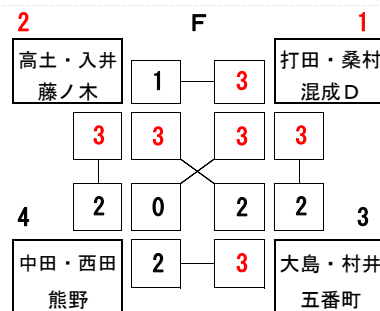 2 F 1
高土・入井 1 3 打田・桑村
藤ノ木 混成D
3 3 3 3
2 0 2 2
4 3
中田・西田 2 3 大島・村井
熊野 五番町